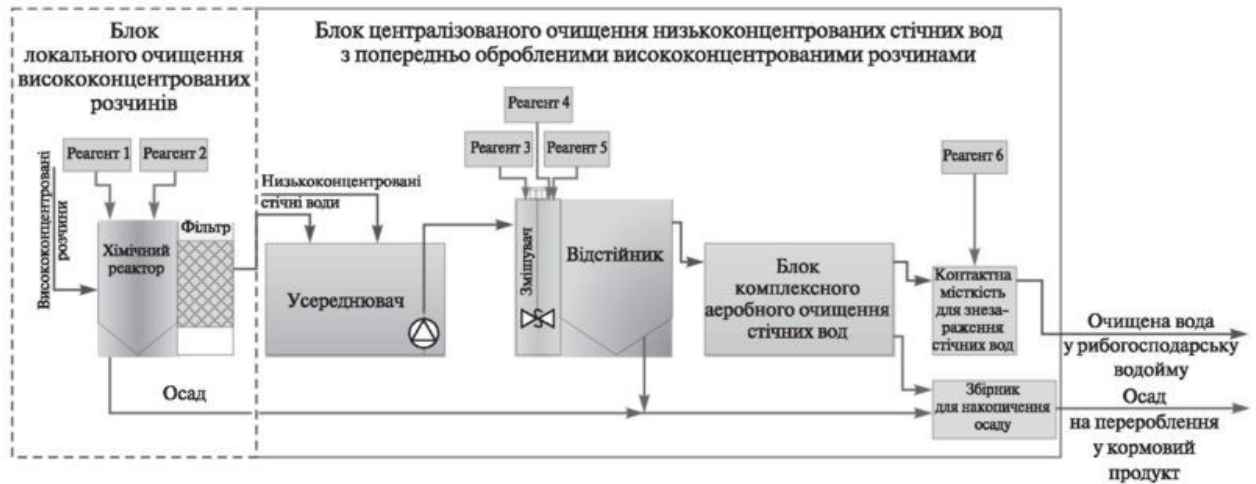 Блок
локального очищення
висококонцентрованих
розчинів
Блок централізованого очищення низькоконцентрованих стічних вод
з попередньо обробленими висококонцентрованими розчинами
Реагент 1
Реагент 2
Висококонцентровані
розчини
Хімічний
реактор
Фільтр
Низькоконцентровані
стічні води
Усереднювач
Реагент 4
Реагент 3
Реагент 5
Змішувач
Відстійник
Блок
комплексного
аеробного очищення
стічних вод
Реагент 6
Контактна
місткість
для знеза-
раження
стічних вод
Очищена вода
у рибогосподарську
водойму
Осад
Збірник
для накопичення
осаду
Осад
на перероблення
у кормовий
продукт